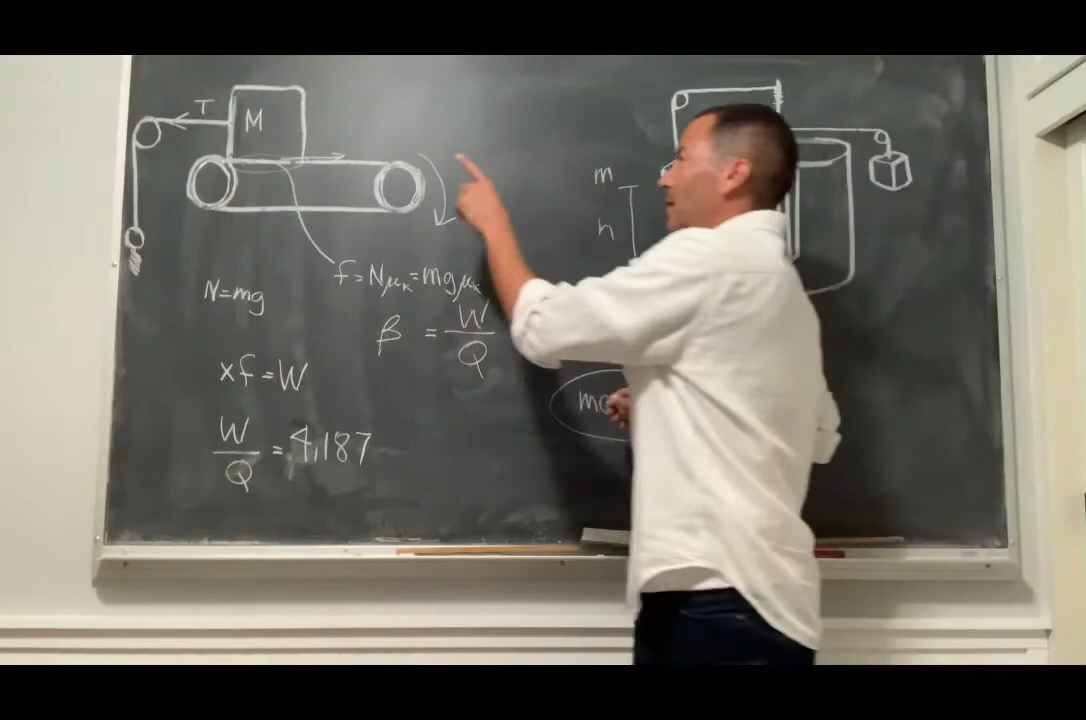 T
M
N=mg
f=Nμₖ=mgμₖ
β = W/Q
xf=W
W/Q = 4,187
m
h